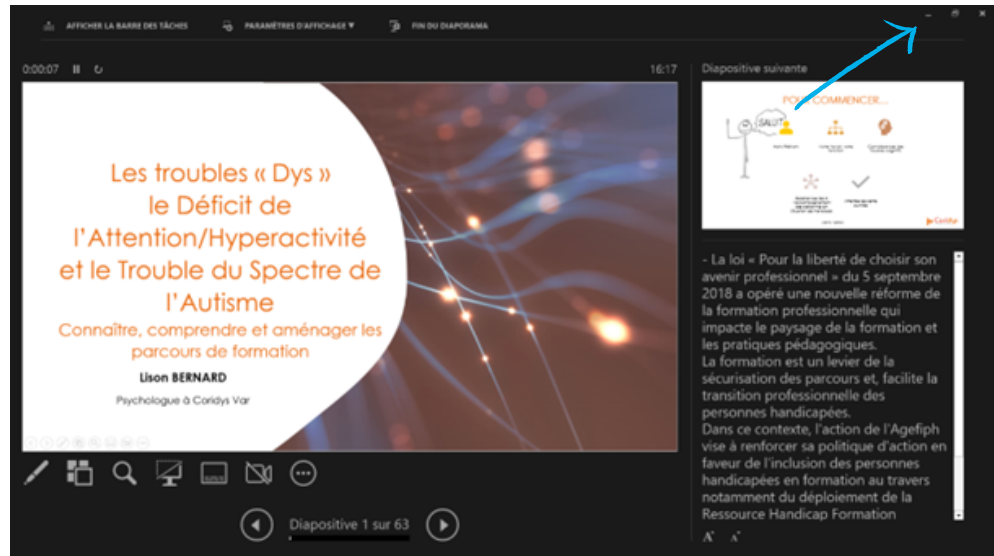 AFFICHER LA BARRE DES TÂCHES
PARAMÈTRES D'AFFICHAGE ▼
FIN DU DIAPORAMA
0:00:07
16:17
Les troubles « Dys »
le Déficit de
l'Attention/Hyperactivité
et le Trouble du Spectre de
l'Autisme
Connaître, comprendre et aménager les
parcours de formation
Lison BERNARD
Psychologue à Coridys Var
Diapositive 1 sur 63
Diapositive suivante
POUR COMMENCER...
SALUT
Coridys
- La loi « Pour la liberté de choisir son
avenir professionnel » du 5 septembre
2018 a opéré une nouvelle réforme de
la formation professionnelle qui
impacte le paysage de la formation et
les pratiques pédagogiques.
La formation est un levier de la
sécurisation des parcours et, facilite la
transition professionnelle des
personnes handicapées.
Dans ce contexte, l'action de l'Agefiph
vise à renforcer sa politique d'action en
faveur de l'inclusion des personnes
handicapées en formation au travers
notamment du déploiement de la
Ressource Handicap Formation
A A